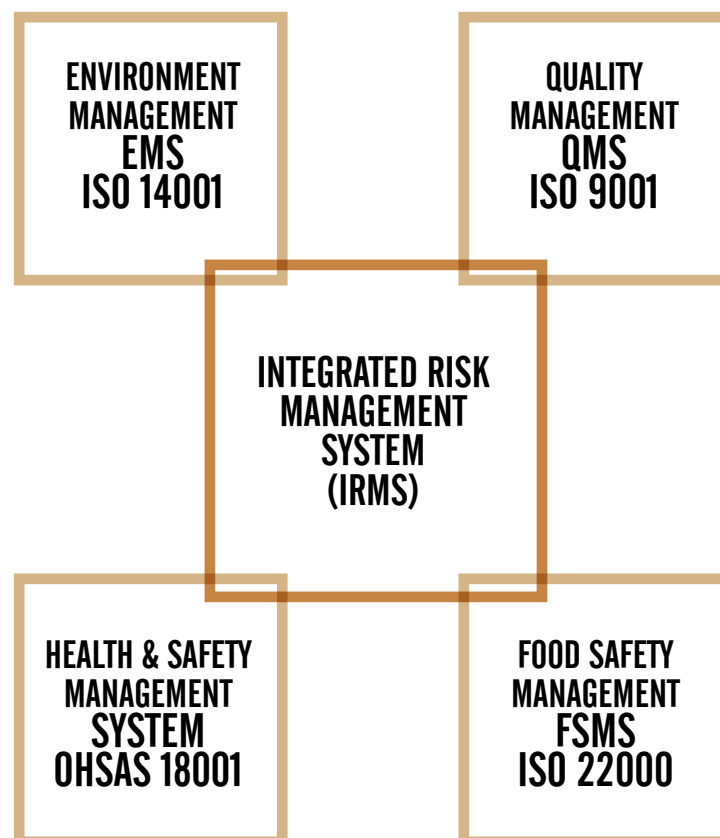 ENVIRONMENT
MANAGEMENT
EMS
ISO 14001
QUALITY
MANAGEMENT
QMS
ISO 9001
INTEGRATED RISK
MANAGEMENT
SYSTEM
(IRMS)
HEALTH & SAFETY
MANAGEMENT
SYSTEM
OHSAS 18001
FOOD SAFETY
MANAGEMENT
FSMS
ISO 22000